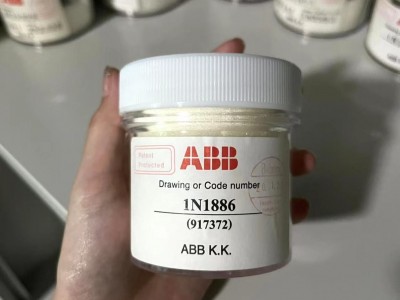 Patent
Protected
ABB
Drawing or Code number
1N1886
(917372)
ABB K.K.